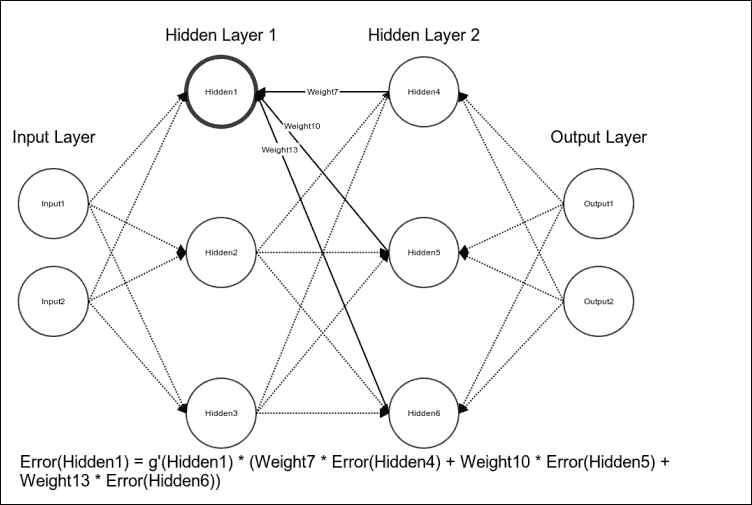 Hidden Layer 1
Hidden Layer 2
Hidden1
Weight7
Hidden4
Weight10
Input Layer
Output Layer
Weight13
Input1
Output1
Hidden2
Hidden5
Input2
Output2
Hidden3
Hidden6
Error(Hidden1) = g'(Hidden1) * (Weight7 * Error(Hidden4) + Weight10 * Error(Hidden5) +
Weight13 * Error(Hidden6))